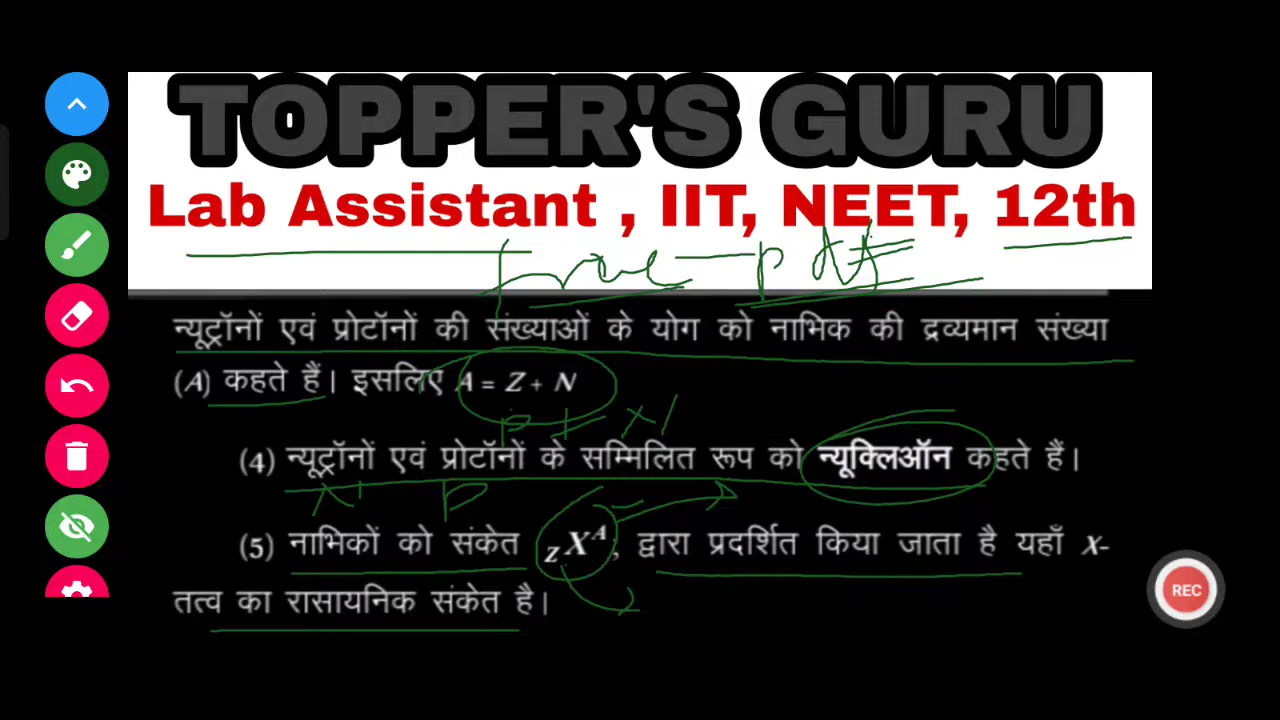 TOPPER'S GURU
Lab Assistant , IIT, NEET, 12th
free pdf
न्यूट्रॉनों एवं प्रोटॉनों की संख्याओं के योग को नाभिक की द्रव्यमान संख्या
(A) कहते हैं। इसलिए A = Z + N
p + N
(4) न्यूट्रॉनों एवं प्रोटॉनों के सम्मिलित रूप को न्यूक्लिऑन कहते हैं।
N P
(5) नाभिकों को संकेत ZX^A, द्वारा प्रदर्शित किया जाता है यहाँ X-
तत्व का रासायनिक संकेत है।
REC